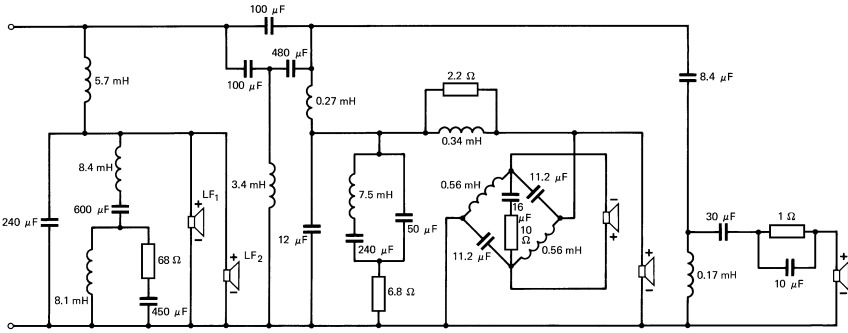 100 μF
480 μF
100 μF
5.7 mH
0.27 mH
2.2 Ω
0.34 mH
8.4 μF
8.4 mH
600 μF
LF1
240 μF
68 Ω
LF2
8.1 mH
450 μF
3.4 mH
12 μF
7.5 mH
50 μF
240 μF
6.8 Ω
0.56 mH
11.2 μF
16
μF
10
Ω
0.56 mH
11.2 μF
30 μF
1 Ω
0.17 mH
10 μF
+
−
+
−
−
+
+
−
+
−